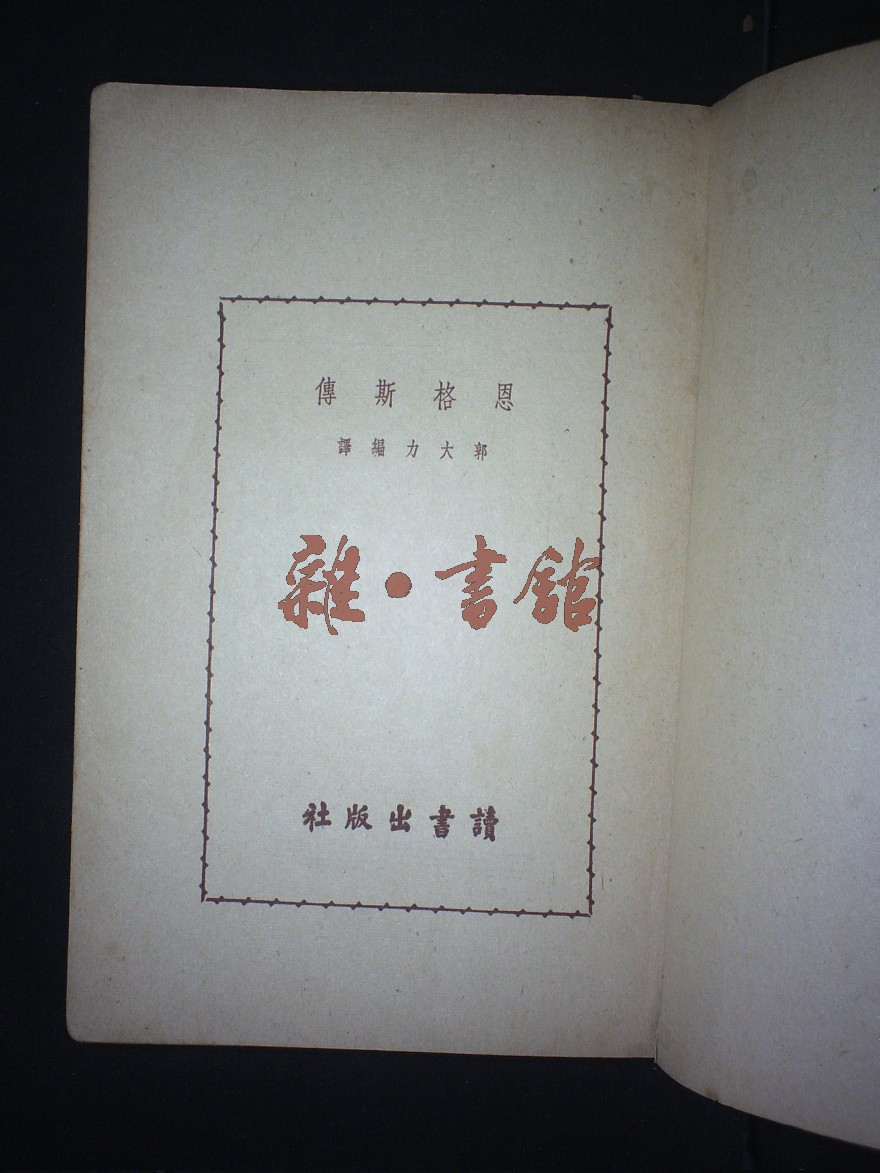 恩格斯傳
郭大力編譯
雜·書館
讀書出版社